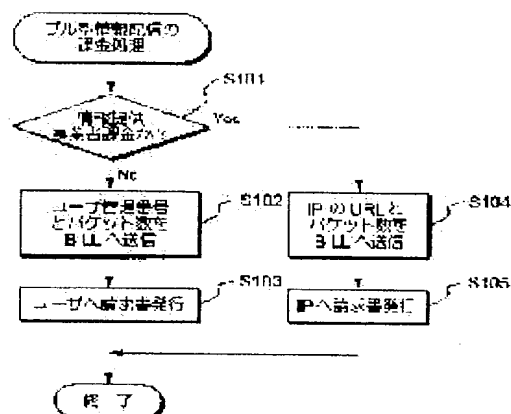 プル型情報配信の
課金処理
S101
情報提供
事業者課金か?
Yes
No
ユーザ管理番号
とパケット数を
BILLへ送信
S102
IPのURLと
パケット数を
BILLへ送信
S104
ユーザへ請求書発行
S103
IPへ請求書発行
S105
終了